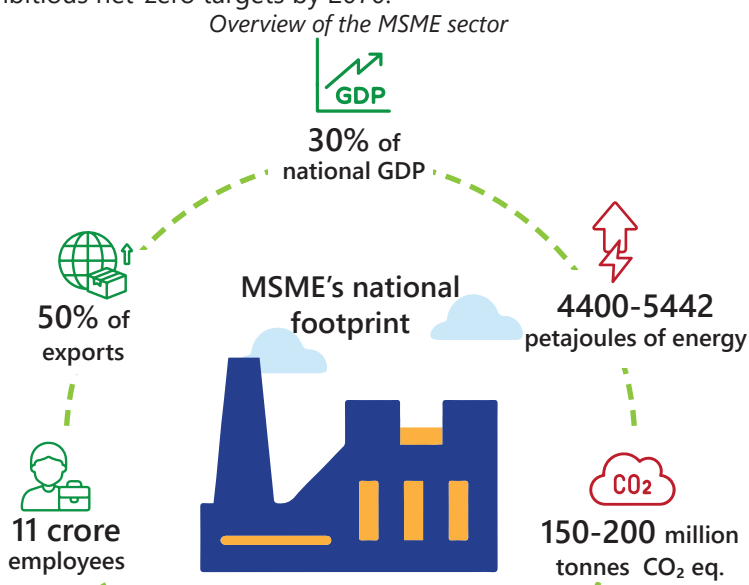 Overview of the MSME sector
GDP
30% of
national GDP
50% of
exports
MSME's national
footprint
4400-5442
petajoules of energy
11 crore
employees
CO2
150-200 million
tonnes CO₂ eq.